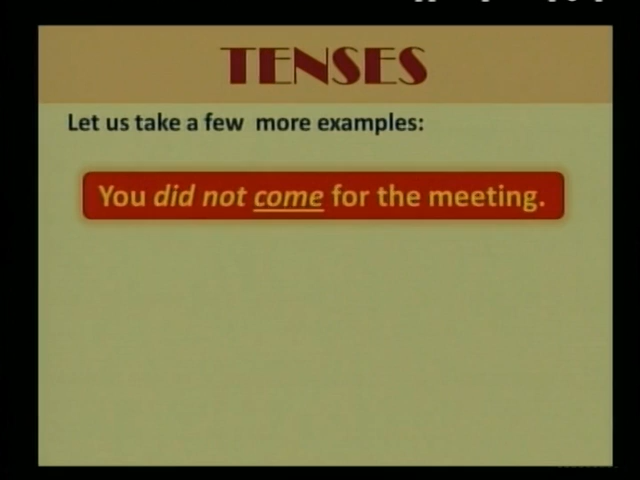 TENSES
Let us take a few more examples:
You did not come for the meeting.